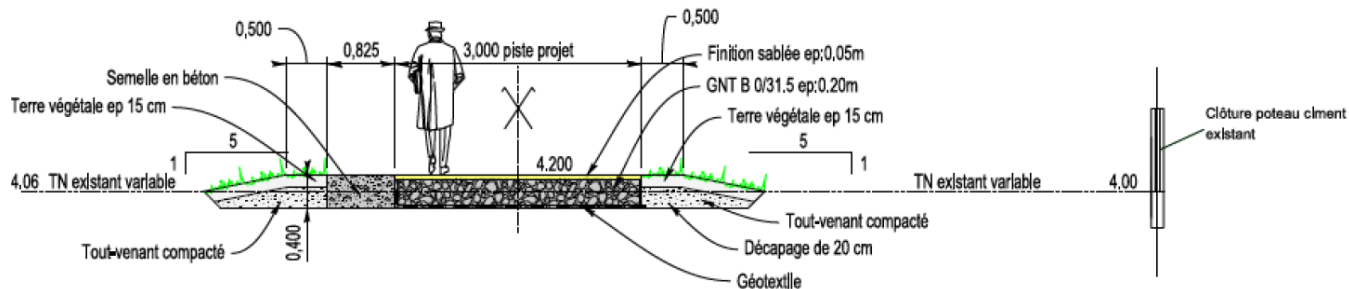 0,500
0,500
0,825
3,000 piste projet
Finition sablée ep:0.05m
Semelle en béton
GNT B 0/31.5 ep:0.20m
Terre végétale ep 15 cm
Terre végétale ep 15 cm
Clôture poteau ciment
existant
5
1
5
1
4.200
4,06 TN existant variable
TN existant variable
4,00
Tout-venant compacté
Tout-venant compacté
0,400
Décapage de 20 cm
Géotextile